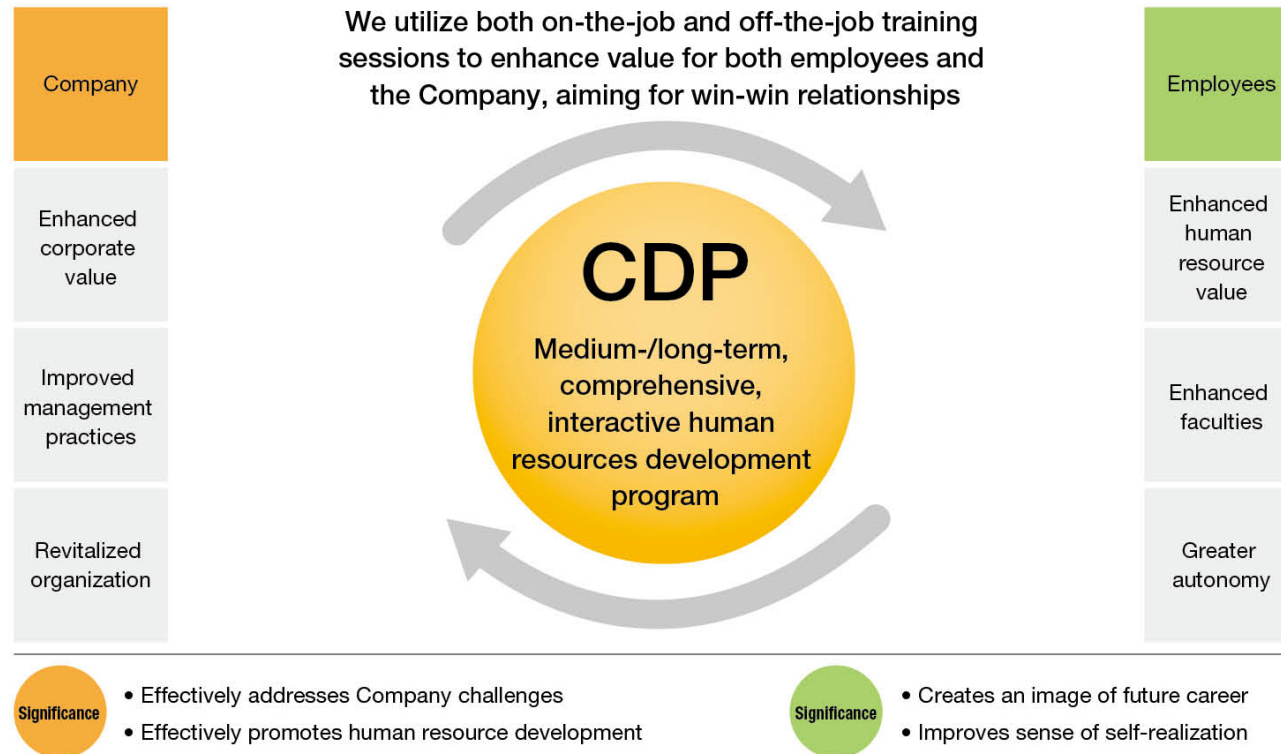 We utilize both on-the-job and off-the-job training
sessions to enhance value for both employees and
the Company, aiming for win-win relationships
Company
Enhanced
corporate
value
Improved
management
practices
Revitalized
organization
CDP
Medium-/long-term,
comprehensive,
interactive human
resources development
program
Employees
Enhanced
human
resource
value
Enhanced
faculties
Greater
autonomy
Significance
• Effectively addresses Company challenges
• Effectively promotes human resource development
Significance
• Creates an image of future career
• Improves sense of self-realization